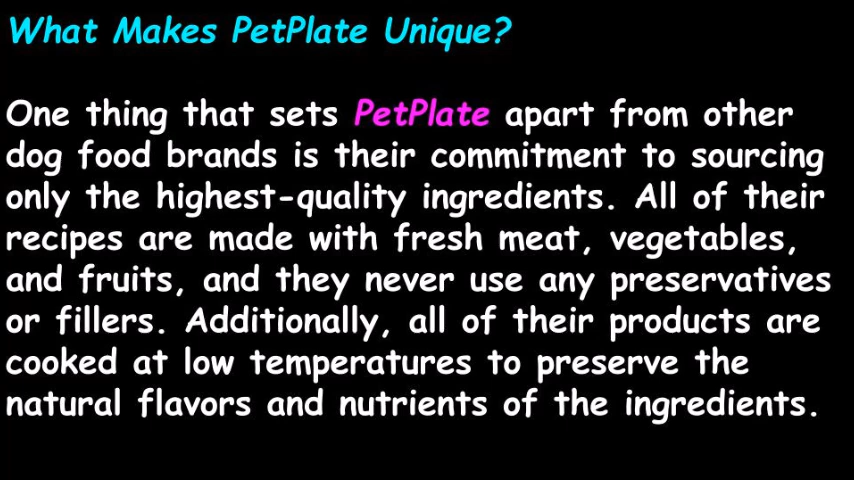 What Makes PetPlate Unique?
One thing that sets PetPlate apart from other
dog food brands is their commitment to sourcing
only the highest-quality ingredients. All of their
recipes are made with fresh meat, vegetables,
and fruits, and they never use any preservatives
or fillers. Additionally, all of their products are
cooked at low temperatures to preserve the
natural flavors and nutrients of the ingredients.